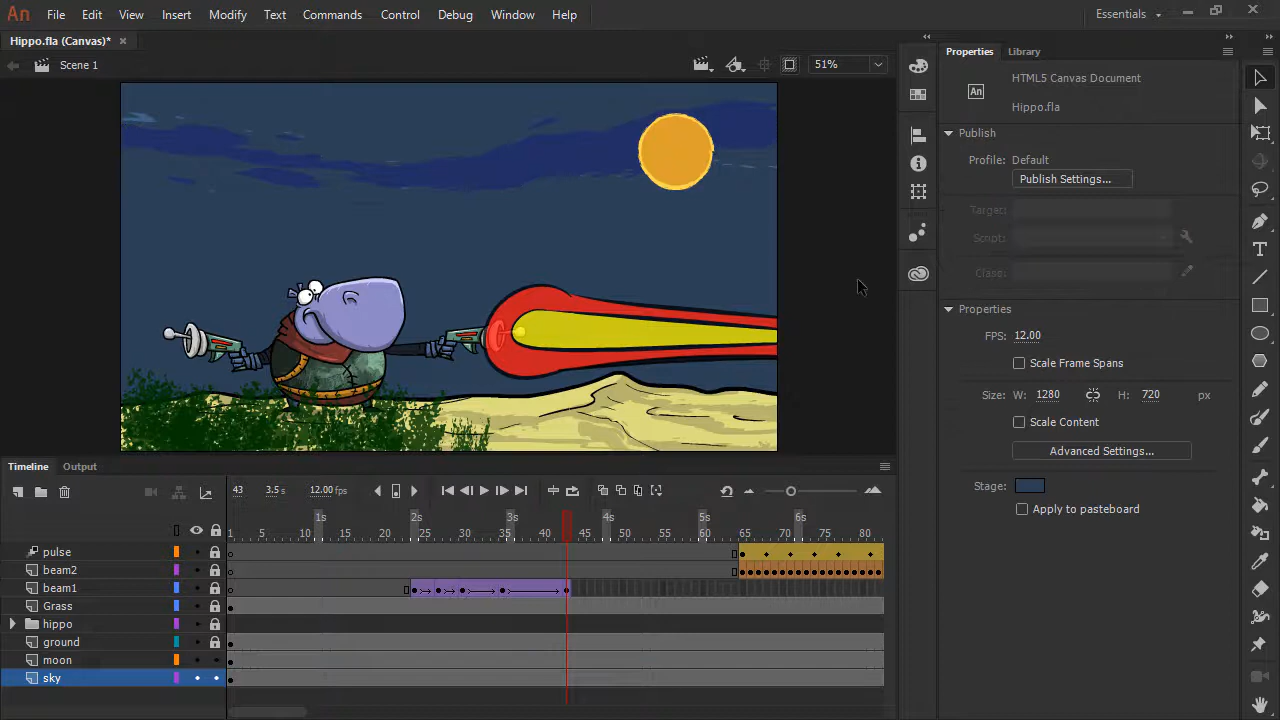 An File Edit View Insert Modify Text Commands Control Debug Window Help Essentials
Hippo.fla (Canvas)* ×
Scene 1 51%
Properties Library
HTML5 Canvas Document
An
Hippo.fla
Publish
Profile: Default
Publish Settings...
Target:
Script:
Class:
Properties
FPS: 12.00
Scale Frame Spans
Size: W: 1280 H: 720 px
Scale Content
Advanced Settings...
Stage:
Apply to pasteboard
Timeline Output
43 3.5 s 12.00 fps
1s 2s 3s 4s 5s 6s
1 5 10 15 20 25 30 35 40 45 50 55 60 65 70 75 80
pulse
beam2
beam1
Grass
hippo
ground
moon
sky